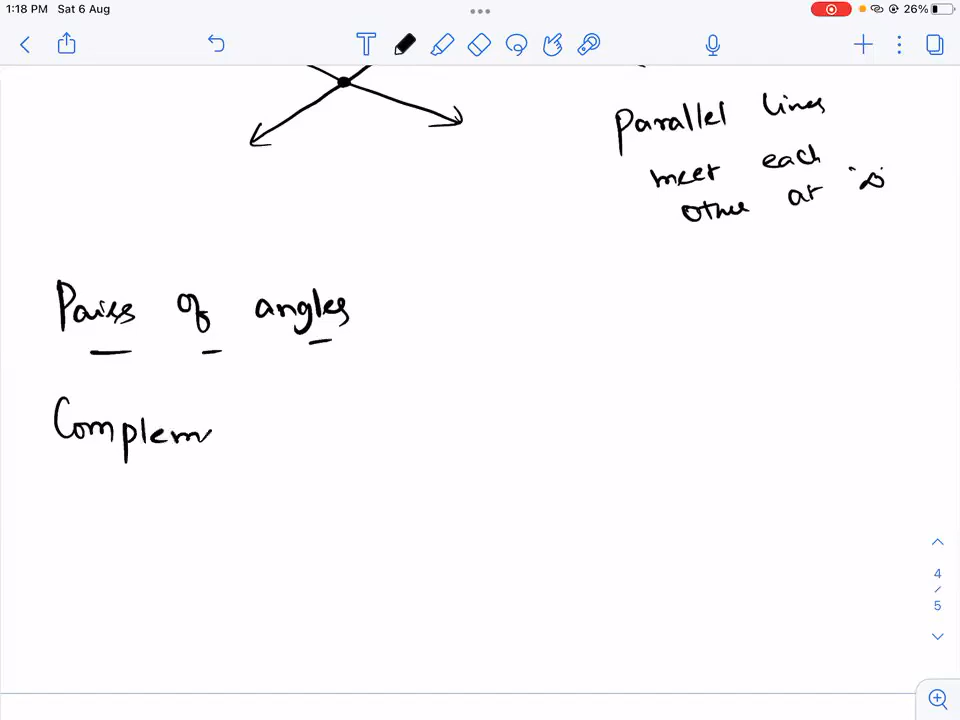 1:18 PM Sat 6 Aug
26%
Parallel lines
meet each
other at ∞
Pairs of angles
Complem
4
/
5